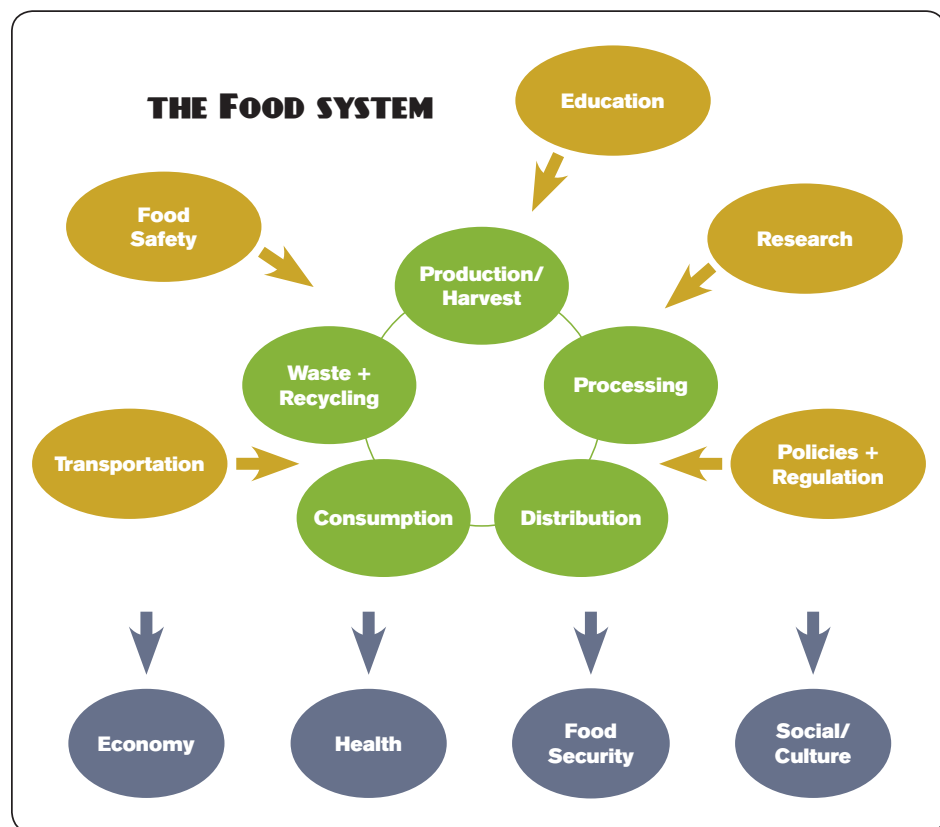 THE FOOD SYSTEM
Education
Food
Safety
Research
Production/
Harvest
Waste +
Recycling
Processing
Transportation
Policies +
Regulation
Consumption
Distribution
Economy
Health
Food
Security
Social/
Culture